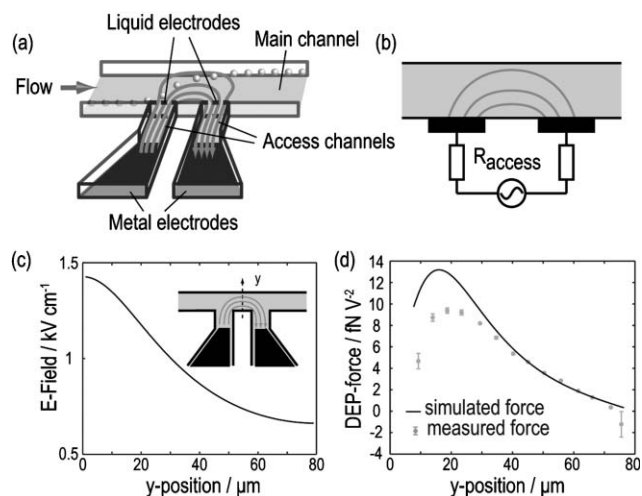 (a)
Liquid electrodes
Main channel
Flow
Access channels
Metal electrodes
(b)
R_access
(c)
1.5
1
0.5
E-Field / kV cm⁻¹
y
0 20 40 60 80
y-position / µm
(d)
14
12
10
8
6
4
2
0
-2
-4
DEP-force / fN V⁻²
simulated force
measured force
0 20 40 60 80
y-position / µm